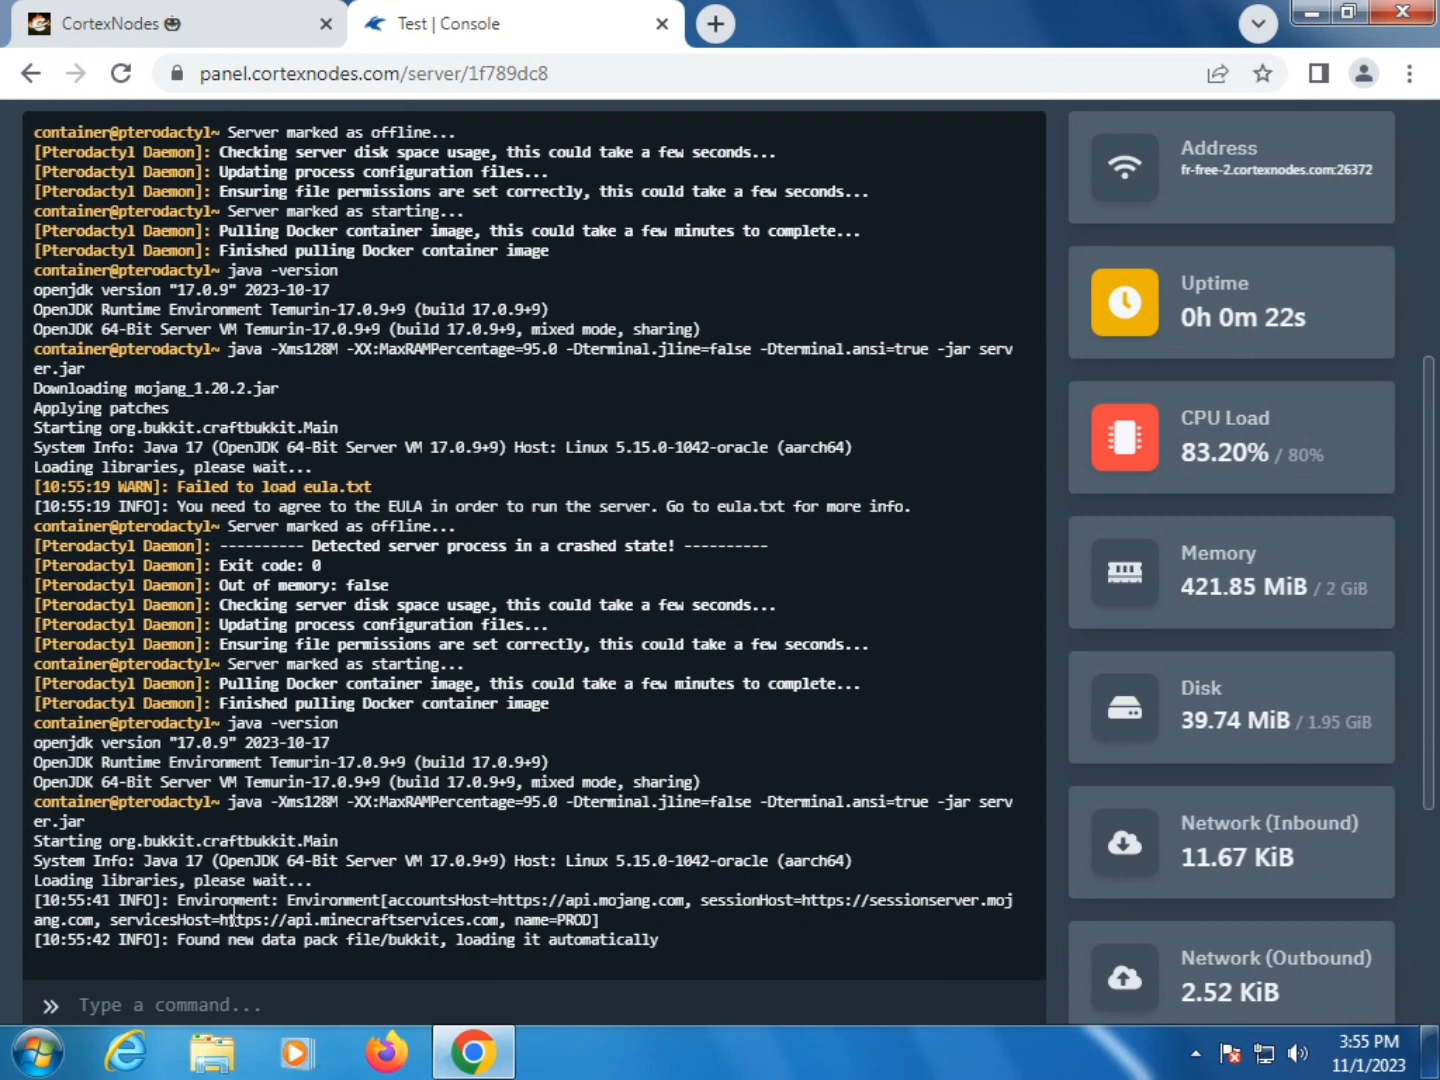 CortexNodes
Test | Console
panel.cortexnodes.com/server/1f789dc8
container@pterodactyl~ Server marked as offline...
[Pterodactyl Daemon]: Checking server disk space usage, this could take a few seconds...
[Pterodactyl Daemon]: Updating process configuration files...
[Pterodactyl Daemon]: Ensuring file permissions are set correctly, this could take a few seconds...
container@pterodactyl~ Server marked as starting...
[Pterodactyl Daemon]: Pulling Docker container image, this could take a few minutes to complete...
[Pterodactyl Daemon]: Finished pulling Docker container image
container@pterodactyl~ java -version
openjdk version "17.0.9" 2023-10-17
OpenJDK Runtime Environment Temurin-17.0.9+9 (build 17.0.9+9)
OpenJDK 64-Bit Server VM Temurin-17.0.9+9 (build 17.0.9+9, mixed mode, sharing)
container@pterodactyl~ java -Xms128M -XX:MaxRAMPercentage=95.0 -Dterminal.jline=false -Dterminal.ansi=true -jar serv
er.jar
Downloading mojang_1.20.2.jar
Applying patches
Starting org.bukkit.craftbukkit.Main
System Info: Java 17 (OpenJDK 64-Bit Server VM 17.0.9+9) Host: Linux 5.15.0-1042-oracle (aarch64)
Loading libraries, please wait...
[10:55:19 WARN]: Failed to load eula.txt
[10:55:19 INFO]: You need to agree to the EULA in order to run the server. Go to eula.txt for more info.
container@pterodactyl~ Server marked as offline...
[Pterodactyl Daemon]: ---------- Detected server process in a crashed state! ----------
[Pterodactyl Daemon]: Exit code: 0
[Pterodactyl Daemon]: Out of memory: false
[Pterodactyl Daemon]: Checking server disk space usage, this could take a few seconds...
[Pterodactyl Daemon]: Updating process configuration files...
[Pterodactyl Daemon]: Ensuring file permissions are set correctly, this could take a few seconds...
container@pterodactyl~ Server marked as starting...
[Pterodactyl Daemon]: Pulling Docker container image, this could take a few minutes to complete...
[Pterodactyl Daemon]: Finished pulling Docker container image
container@pterodactyl~ java -version
openjdk version "17.0.9" 2023-10-17
OpenJDK Runtime Environment Temurin-17.0.9+9 (build 17.0.9+9)
OpenJDK 64-Bit Server VM Temurin-17.0.9+9 (build 17.0.9+9, mixed mode, sharing)
container@pterodactyl~ java -Xms128M -XX:MaxRAMPercentage=95.0 -Dterminal.jline=false -Dterminal.ansi=true -jar serv
er.jar
Starting org.bukkit.craftbukkit.Main
System Info: Java 17 (OpenJDK 64-Bit Server VM 17.0.9+9) Host: Linux 5.15.0-1042-oracle (aarch64)
Loading libraries, please wait...
[10:55:41 INFO]: Environment: Environment[accountsHost=https://api.mojang.com, sessionHost=https://sessionserver.moj
ang.com, servicesHost=https://api.minecraftservices.com, name=PROD]
[10:55:42 INFO]: Found new data pack file/bukkit, loading it automatically
» Type a command...
Address
fr-free-2.cortexnodes.com:26372
Uptime
0h 0m 22s
CPU Load
83.20% / 80%
Memory
421.85 MiB / 2 GiB
Disk
39.74 MiB / 1.95 GiB
Network (Inbound)
11.67 KiB
Network (Outbound)
2.52 KiB
3:55 PM
11/1/2023